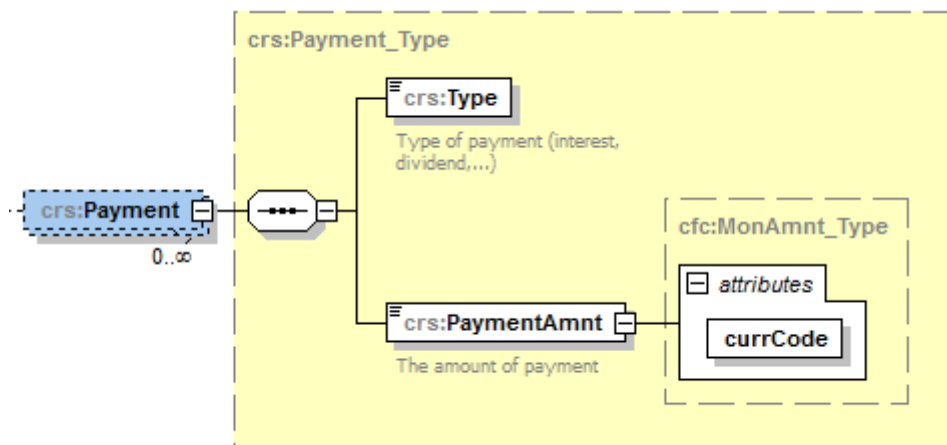 crs:Payment_Type
crs:Type
Type of payment (interest,
dividend,...)
crs:Payment
0..∞
cfc:MonAmnt_Type
attributes
crs:PaymentAmnt
currCode
The amount of payment